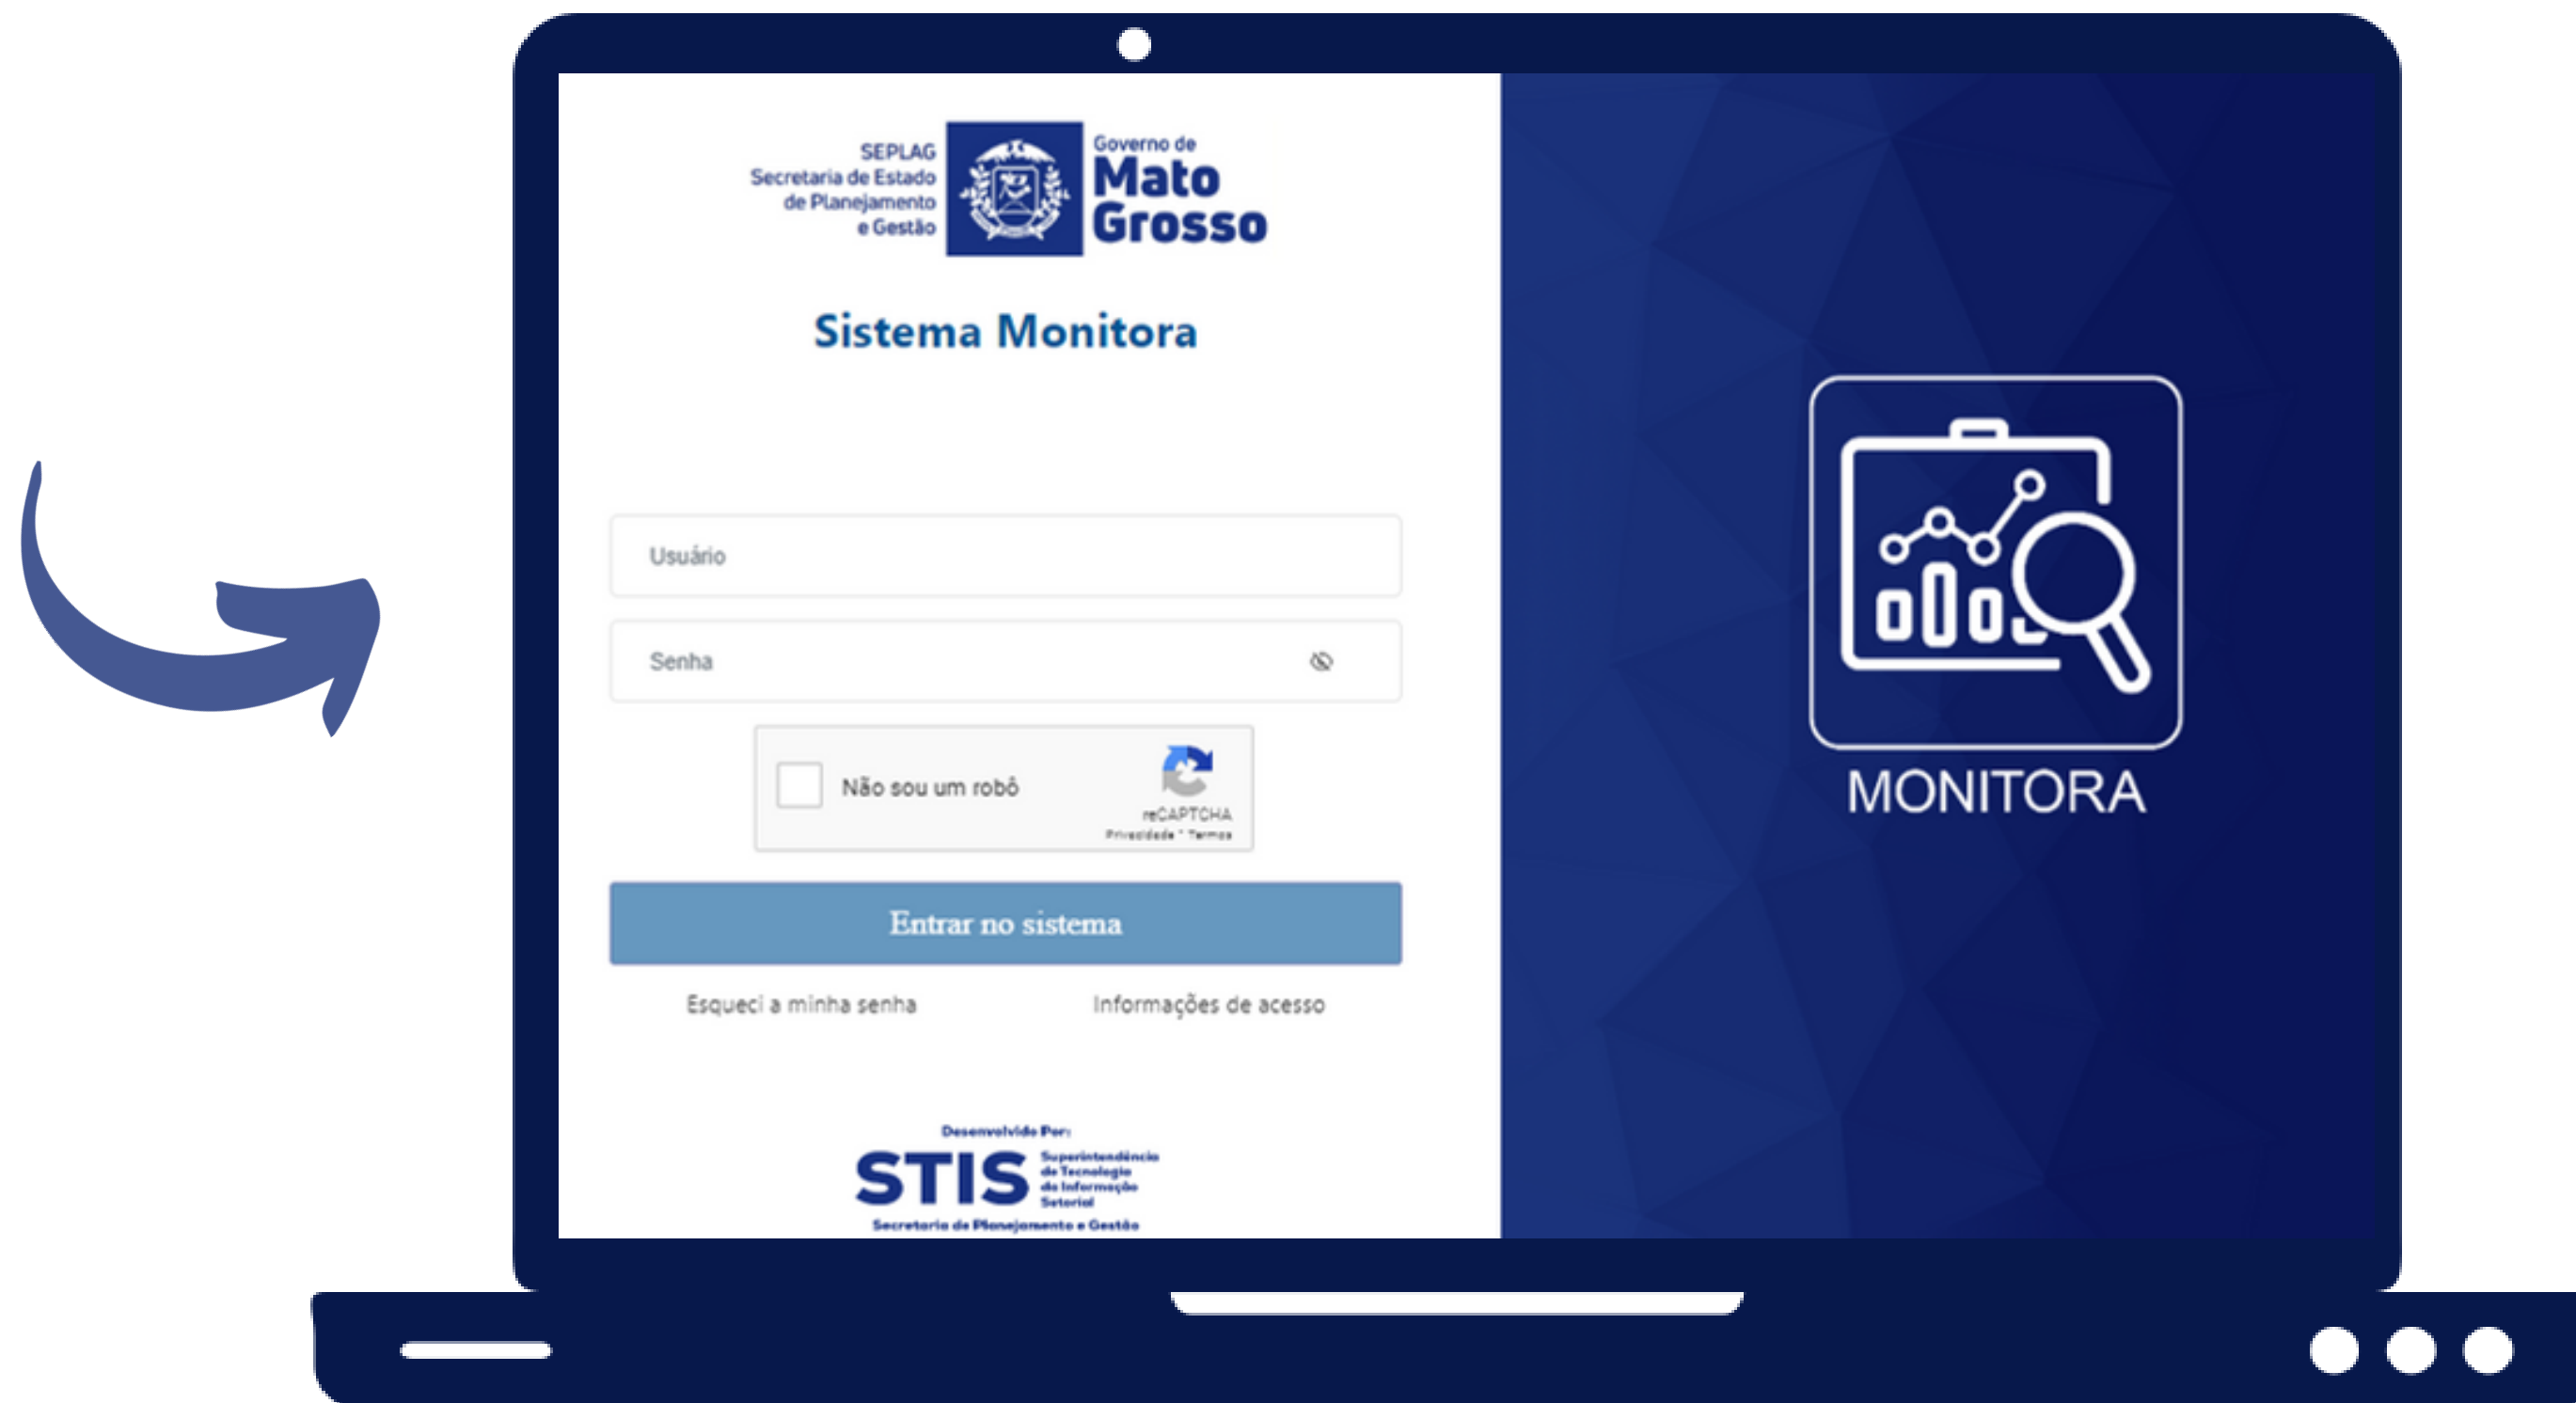 SEPLAG
Secretaria de Estado
de Planejamento
e Gestão
Governo de
Mato
Grosso
Sistema Monitora
Usuário
Senha
Não sou um robô
reCAPTCHA
Privacidade - Termos
Entrar no sistema
Esqueci a minha senha
Informações de acesso
Desenvolvido Por:
STIS
Superintendência
de Tecnologia
da Informação
Setorial
Secretaria de Planejamento e Gestão
MONITORA